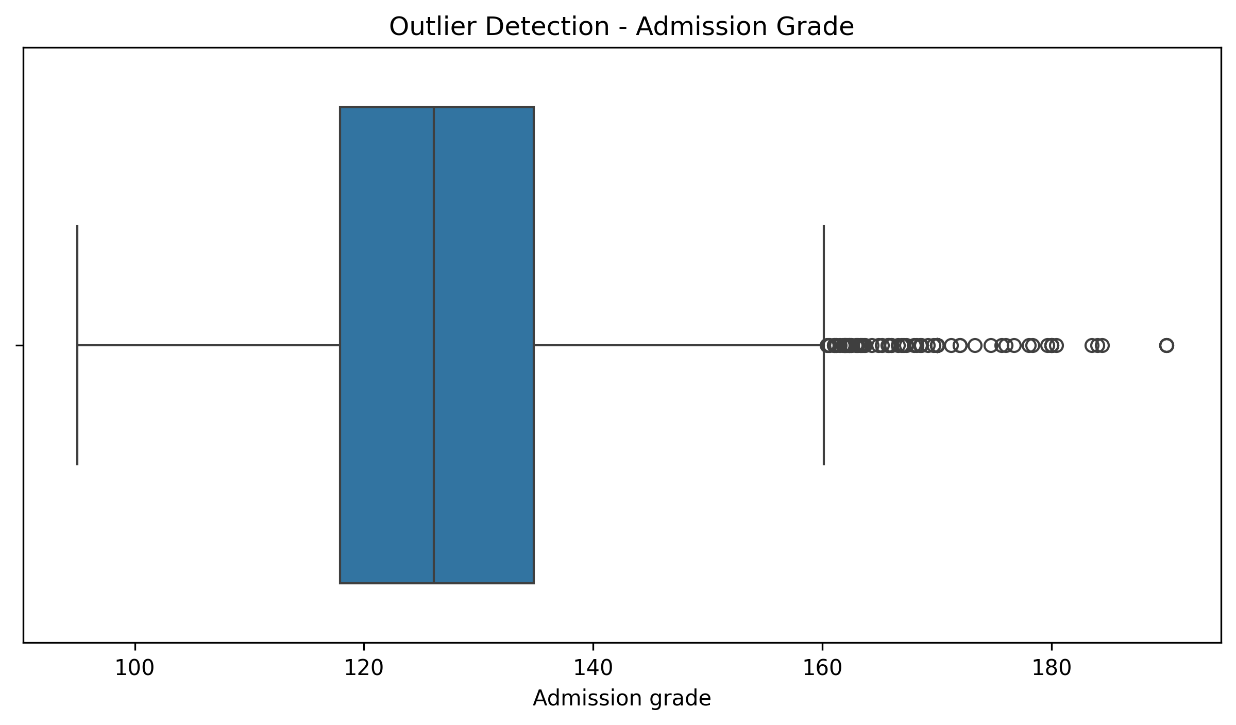 Outlier Detection - Admission Grade
100 120 140 160 180
Admission grade